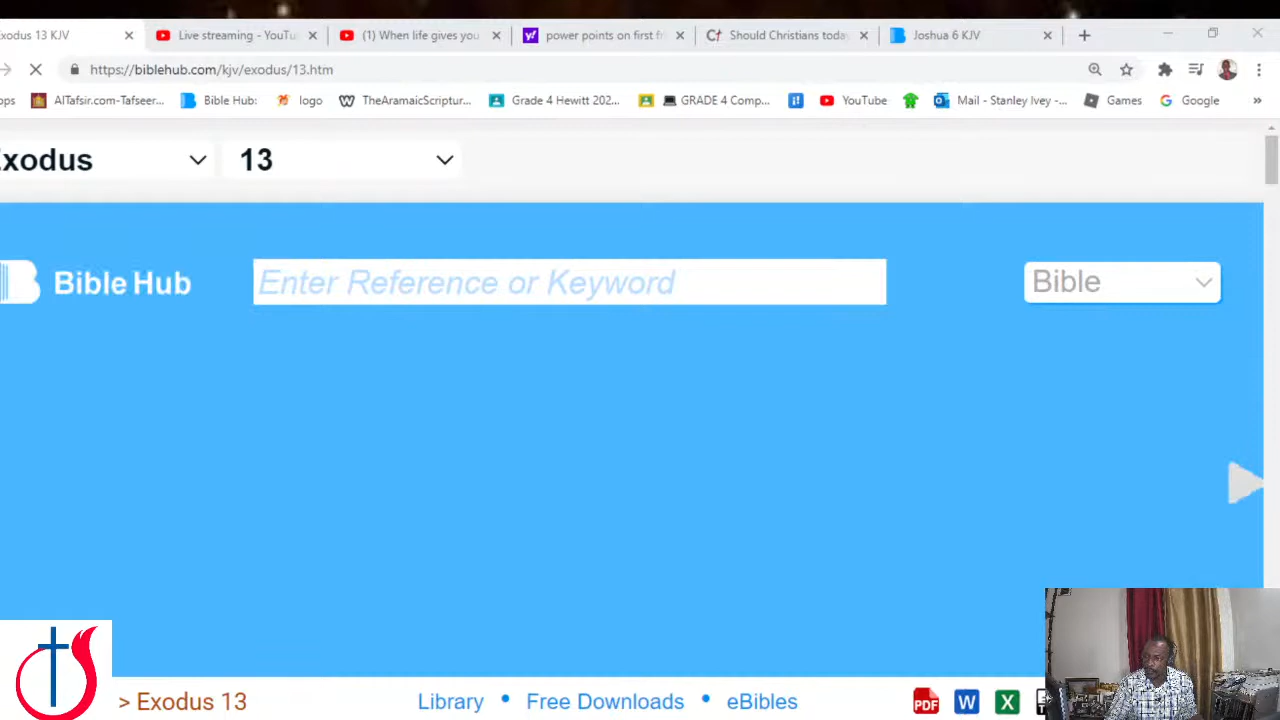 Exodus 13 KJV
Live streaming - YouTu
(1) When life gives you
power points on first f
Should Christians toda
Joshua 6 KJV
https://biblehub.com/kjv/exodus/13.htm
AlTafsir.com-Tafseer...
Bible Hub:
logo
TheAramaicScriptur...
Grade 4 Hewitt 202...
GRADE 4 Comp...
YouTube
Mail - Stanley Ivey -...
Games
Google
»
Exodus
13
Bible Hub
Enter Reference or Keyword
Bible
> Exodus 13
Library • Free Downloads • eBibles
PDF
W
X